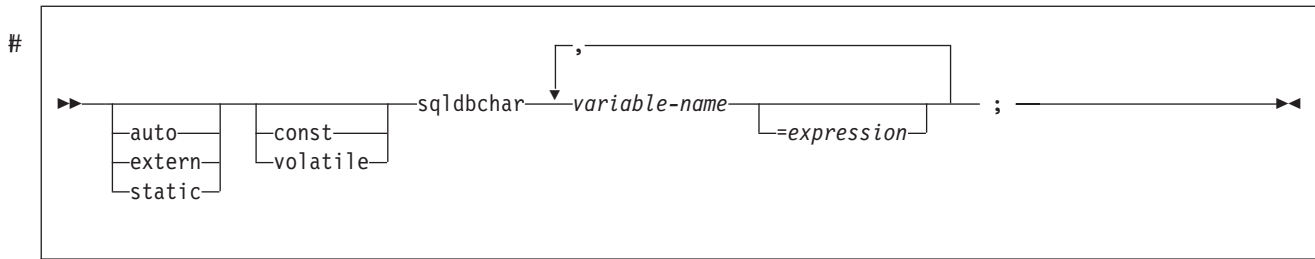 #
,
sqldbchar variable-name ;
auto const =expression
extern volatile
static